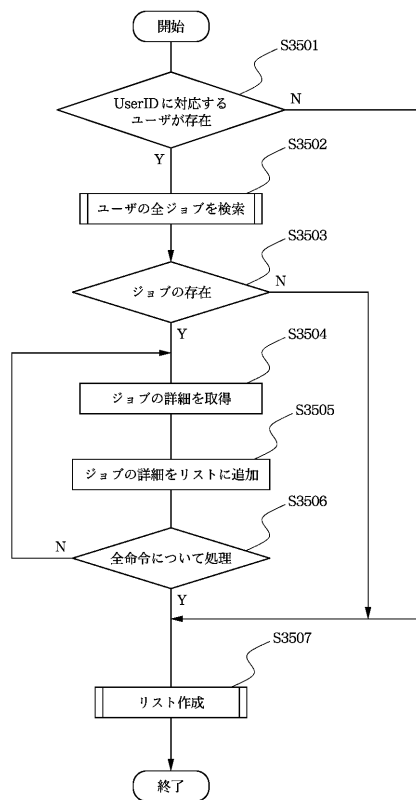 開始
S3501
UserIDに対応する
ユーザが存在
N
Y
S3502
ユーザの全ジョブを検索
S3503
ジョブの存在
N
Y
S3504
ジョブの詳細を取得
S3505
ジョブの詳細をリストに追加
S3506
全命令について処理
N
Y
S3507
リスト作成
終了